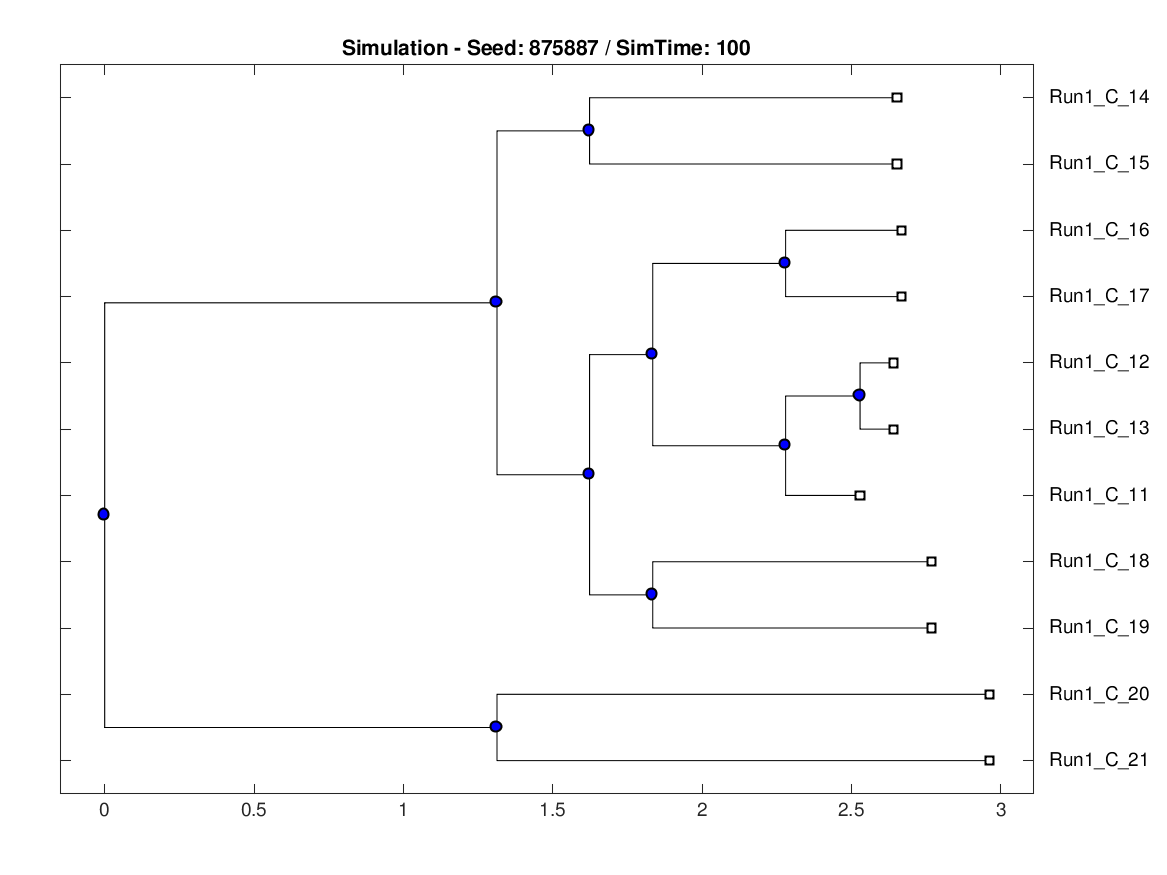 Simulation - Seed: 875887 / SimTime: 100
Run1_C_14
Run1_C_15
Run1_C_16
Run1_C_17
Run1_C_12
Run1_C_13
Run1_C_11
Run1_C_18
Run1_C_19
Run1_C_20
Run1_C_21
0 0.5 1 1.5 2 2.5 3